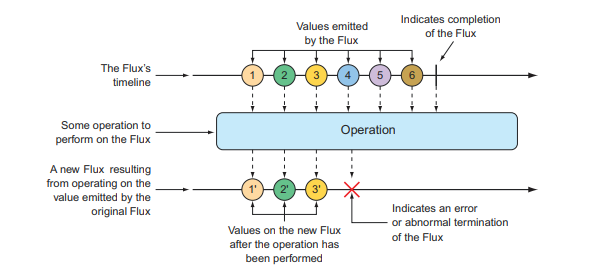 Values emitted
by the Flux
Indicates completion
of the Flux
The Flux's
timeline
1 2 3 4 5 6
Some operation to
perform on the Flux
Operation
A new Flux resulting
from operating on the
value emitted by the
original Flux
1' 2' 3'
Values on the new Flux
after the operation has
been performed
Indicates an error
or abnormal termination
of the Flux